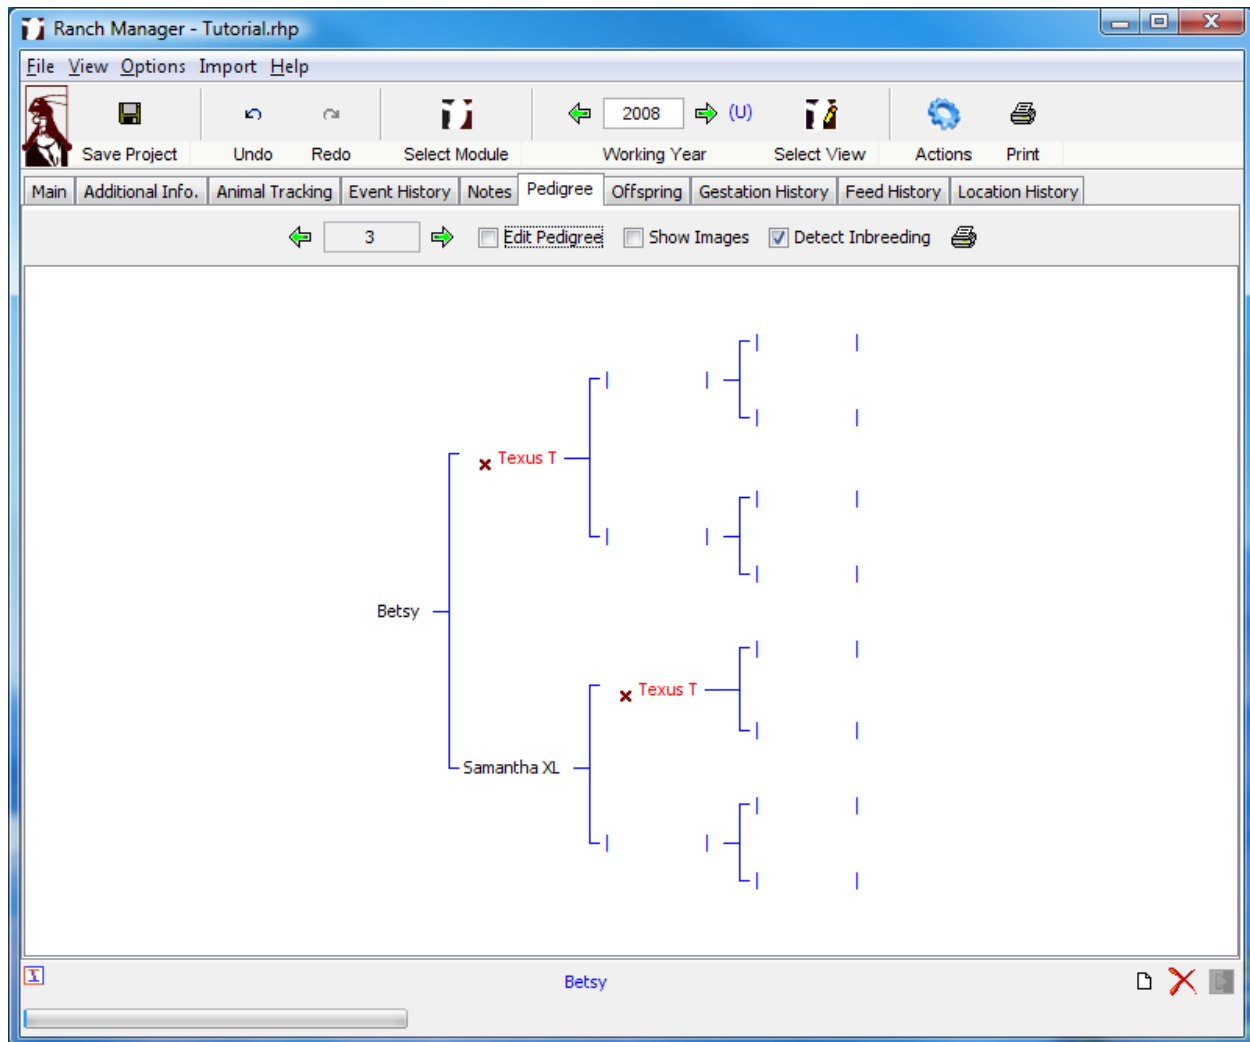 Ranch Manager - Tutorial.rhp
File View Options Import Help
2008 (U)
Save Project Undo Redo Select Module Working Year Select View Actions Print
Main Additional Info. Animal Tracking Event History Notes Pedigree Offspring Gestation History Feed History Location History
3 Edit Pedigree Show Images Detect Inbreeding
Texus T
Betsy
Texus T
Samantha XL
Betsy